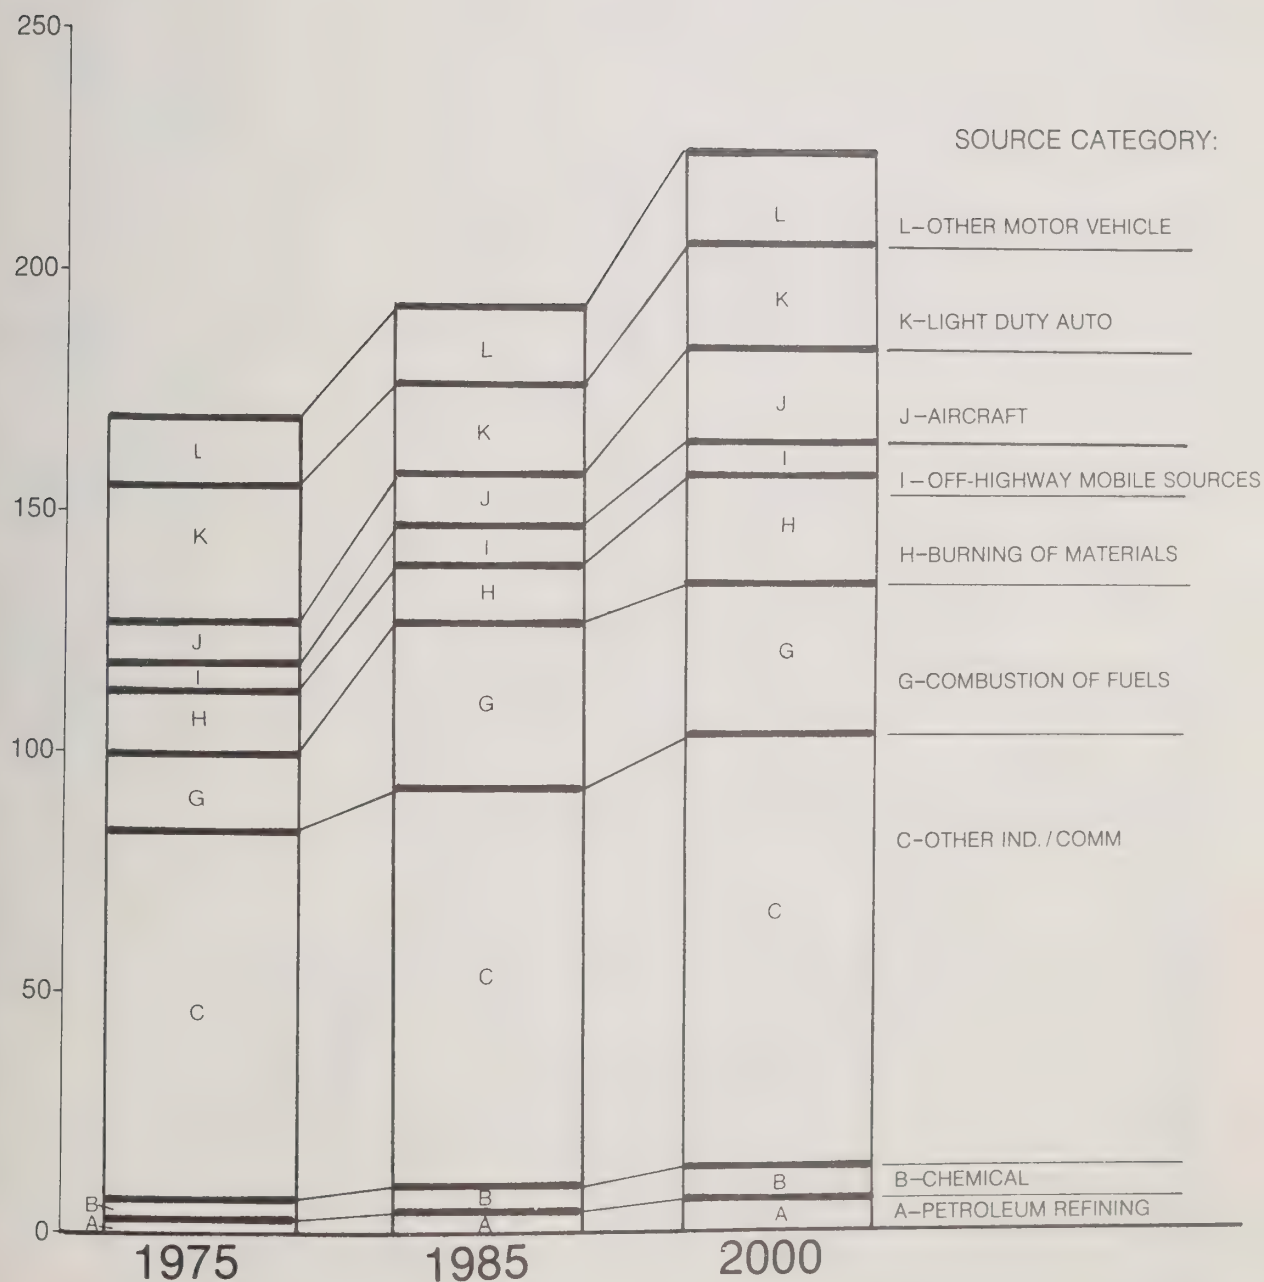 250
200
150
100
50
0
SOURCE CATEGORY:
L–OTHER MOTOR VEHICLE
K–LIGHT DUTY AUTO
J–AIRCRAFT
I–OFF-HIGHWAY MOBILE SOURCES
H–BURNING OF MATERIALS
G–COMBUSTION OF FUELS
C–OTHER IND./COMM
B–CHEMICAL
A–PETROLEUM REFINING
L
K
J
I
H
G
C
B
A
L
K
J
I
H
G
C
B
A
L
K
J
I
H
G
C
B
A
1975
1985
2000